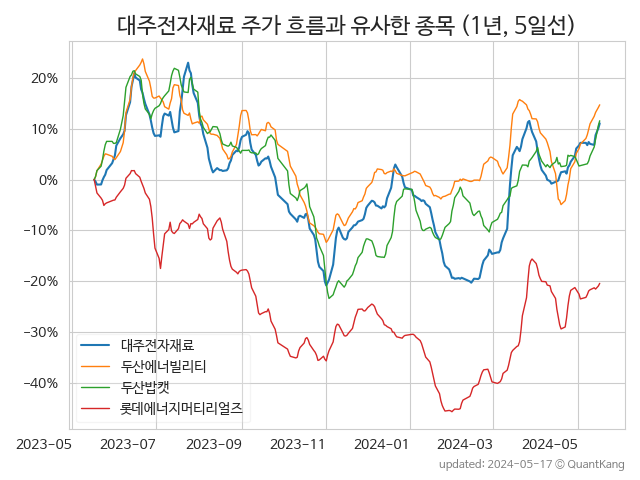 대주전자재료 주가 흐름과 유사한 종목 (1년, 5일선)
20%
10%
0%
−10%
−20%
−30%
−40%
대주전자재료
두산에너빌리티
두산밥캣
롯데에너지머티리얼즈
2023−05
2023−07
2023−09
2023−11
2024−01
2024−03
2024−05
updated: 2024−05−17 © QuantKang